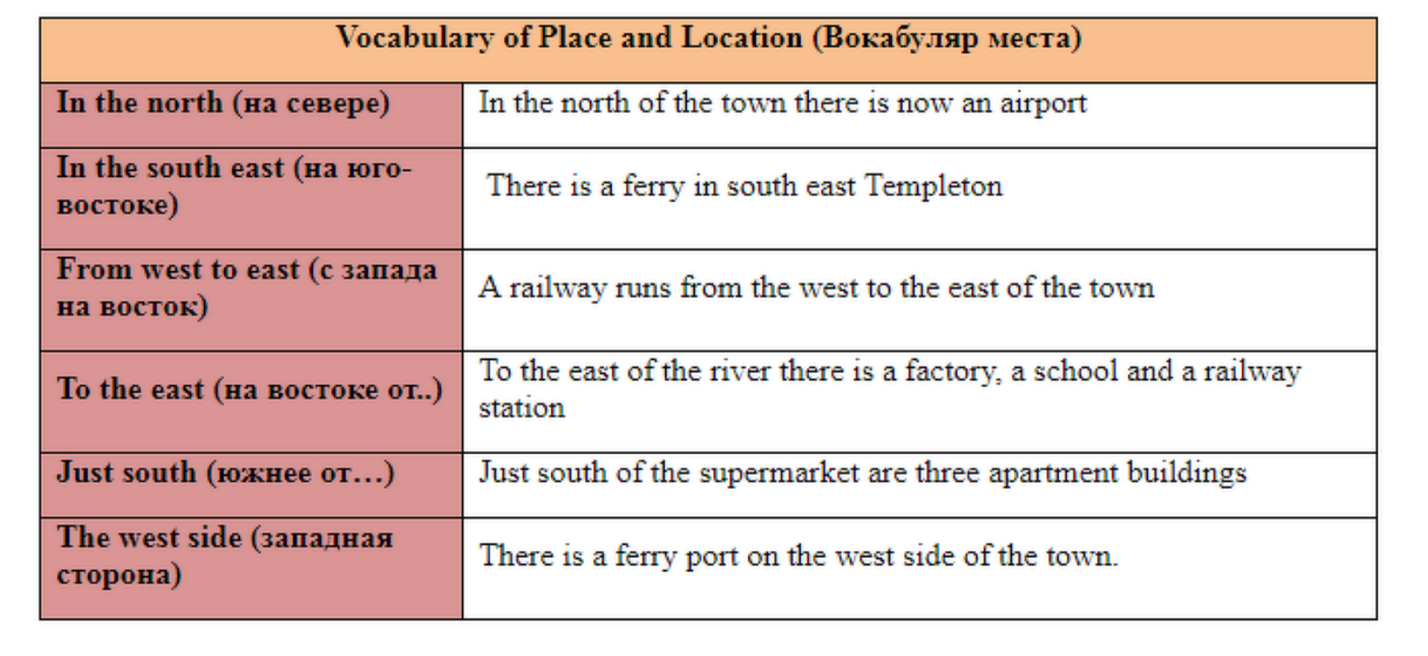 Vocabulary of Place and Location (Вокабуляр места)
In the north (на севере)
In the north of the town there is now an airport
In the south east (на юго-
востоке)
There is a ferry in south east Templeton
From west to east (с запада
на восток)
A railway runs from the west to the east of the town
To the east (на востоке от..)
To the east of the river there is a factory, a school and a railway
station
Just south (южнее от…)
Just south of the supermarket are three apartment buildings
The west side (западная
сторона)
There is a ferry port on the west side of the town.